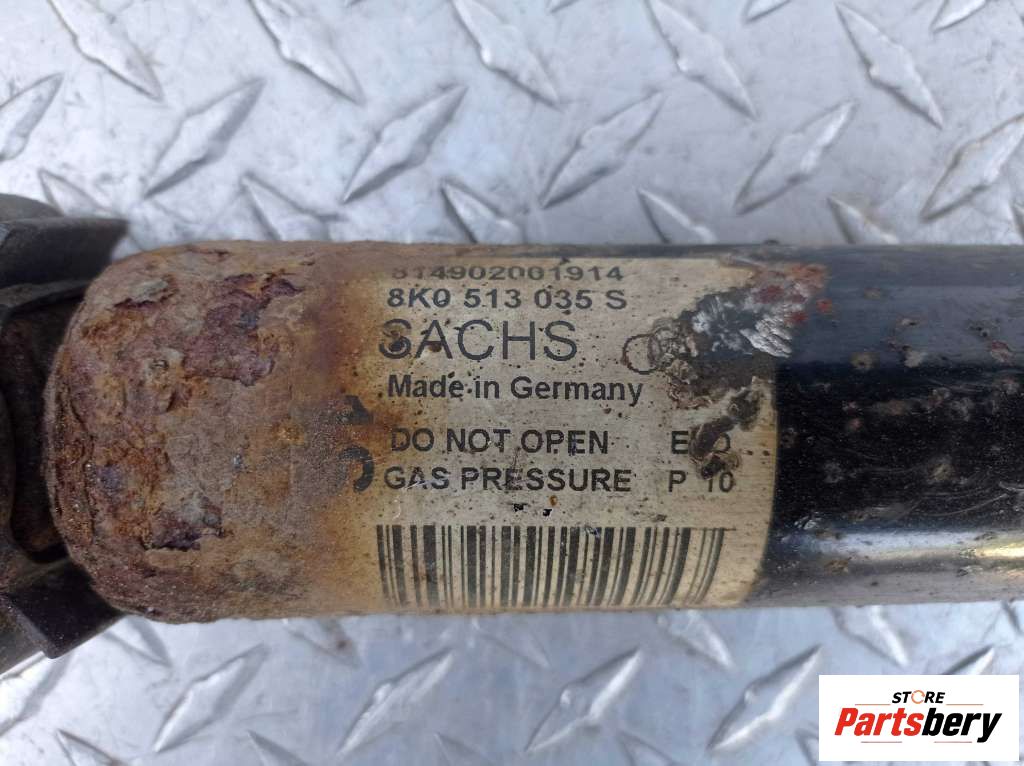 814902001914
8K0 513 035 S
SACHS
Made in Germany
DO NOT OPEN
GAS PRESSURE P 10
STORE
Partsbery